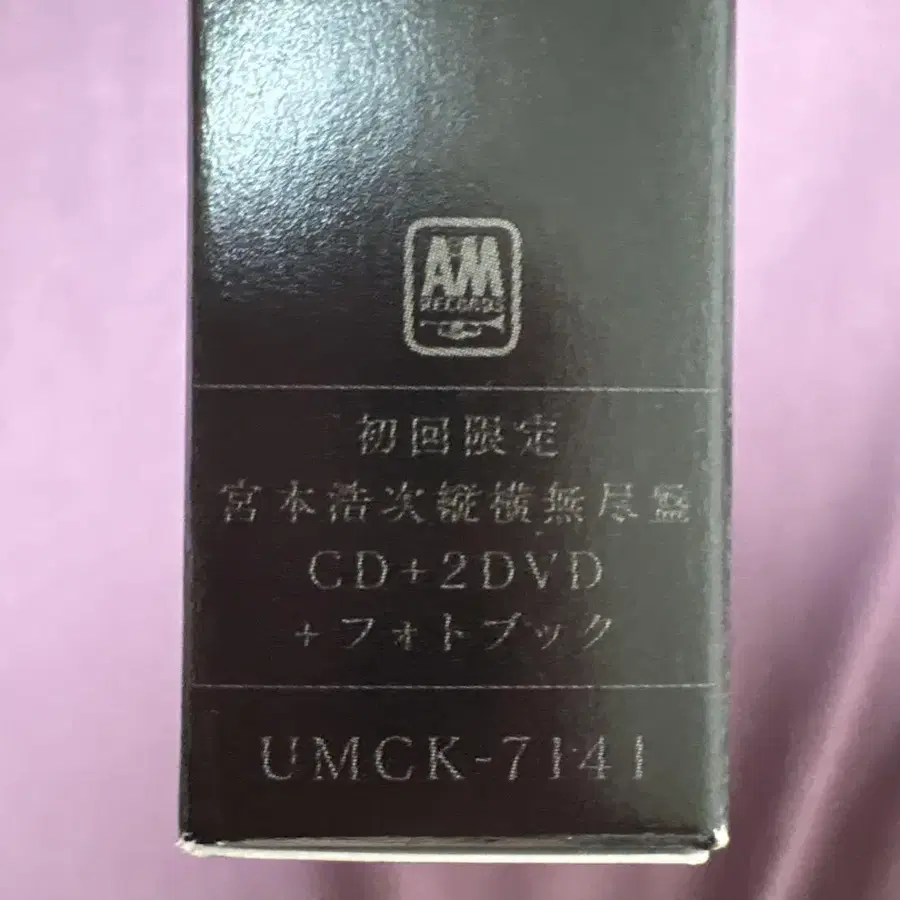 A&M
RECORDS
初回限定
宮本浩次縦横無尽盤
CD+2DVD
+フォトブック
UMCK-7141